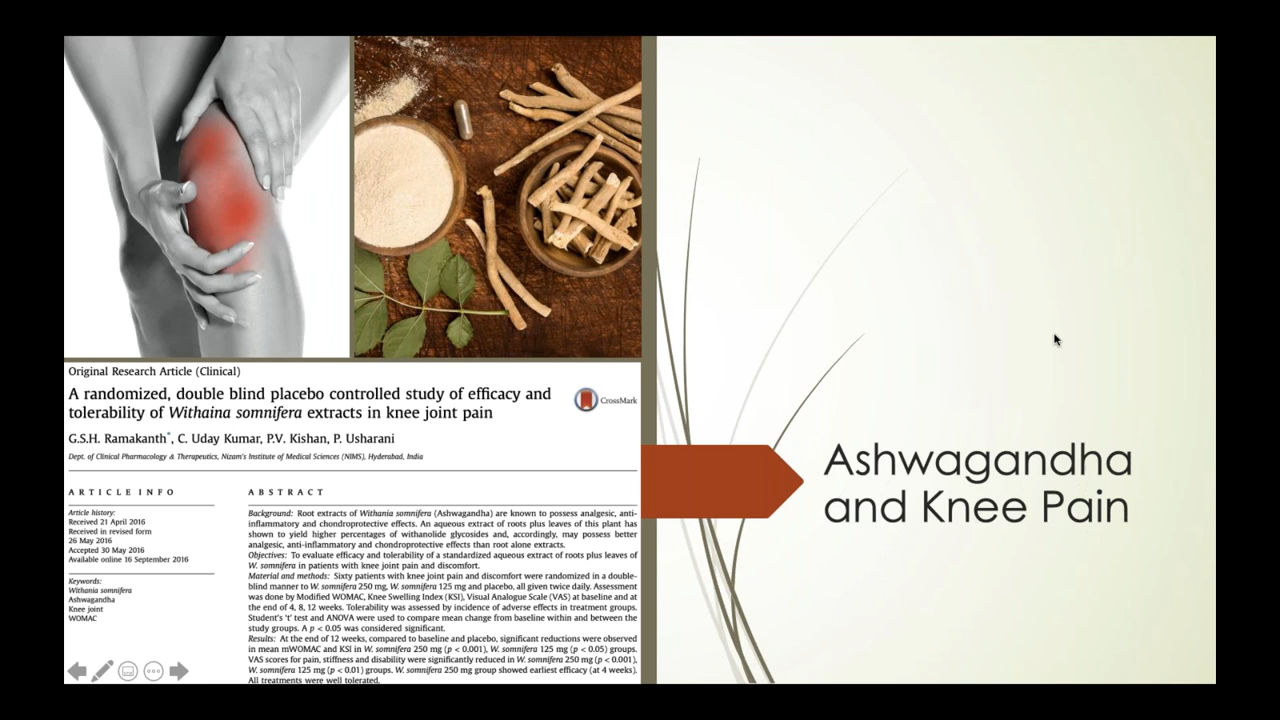 Original Research Article (Clinical)
A randomized, double blind placebo controlled study of efficacy and
tolerability of Withaina somnifera extracts in knee joint pain
CrossMark
G.S.H. Ramakanth*, C. Uday Kumar, P.V. Kishan, P. Usharani
Dept. of Clinical Pharmacology & Therapeutics, Nizam's Institute of Medical Sciences (NIMS), Hyderabad, India
ARTICLE INFO
Article history:
Received 21 April 2016
Received in revised form
26 May 2016
Accepted 30 May 2016
Available online 16 September 2016
Keywords:
Withania somnifera
Ashwagandha
Knee joint
WOMAC
ABSTRACT
Background: Root extracts of Withania somnifera (Ashwagandha) are known to possess analgesic, anti-
inflammatory and chondroprotective effects. An aqueous extract of roots plus leaves of this plant has
shown to yield higher percentages of withanolide glycosides and, accordingly, may possess better
analgesic, anti-inflammatory and chondroprotective effects than root alone extracts.
Objectives: To evaluate efficacy and tolerability of a standardized aqueous extract of roots plus leaves of
W. somnifera in patients with knee joint pain and discomfort.
Material and methods: Sixty patients with knee joint pain and discomfort were randomized in a double-
blind manner to W. somnifera 250 mg, W. somnifera 125 mg and placebo, all given twice daily. Assessment
was done by Modified WOMAC, Knee Swelling Index (KSI), Visual Analogue Scale (VAS) at baseline and at
the end of 4, 8, 12 weeks. Tolerability was assessed by incidence of adverse effects in treatment groups.
Student's 't' test and ANOVA were used to compare mean change from baseline within and between the
study groups. A p < 0.05 was considered significant.
Results: At the end of 12 weeks, compared to baseline and placebo, significant reductions were observed
in mean mWOMAC and KSI in W. somnifera 250 mg (p < 0.001), W. somnifera 125 mg (p < 0.05) groups.
VAS scores for pain, stiffness and disability were significantly reduced in W. somnifera 250 mg (p < 0.001),
W. somnifera 125 mg (p < 0.01) groups. W. somnifera 250 mg group showed earliest efficacy (at 4 weeks).
All treatments were well tolerated.
Ashwagandha
and Knee Pain